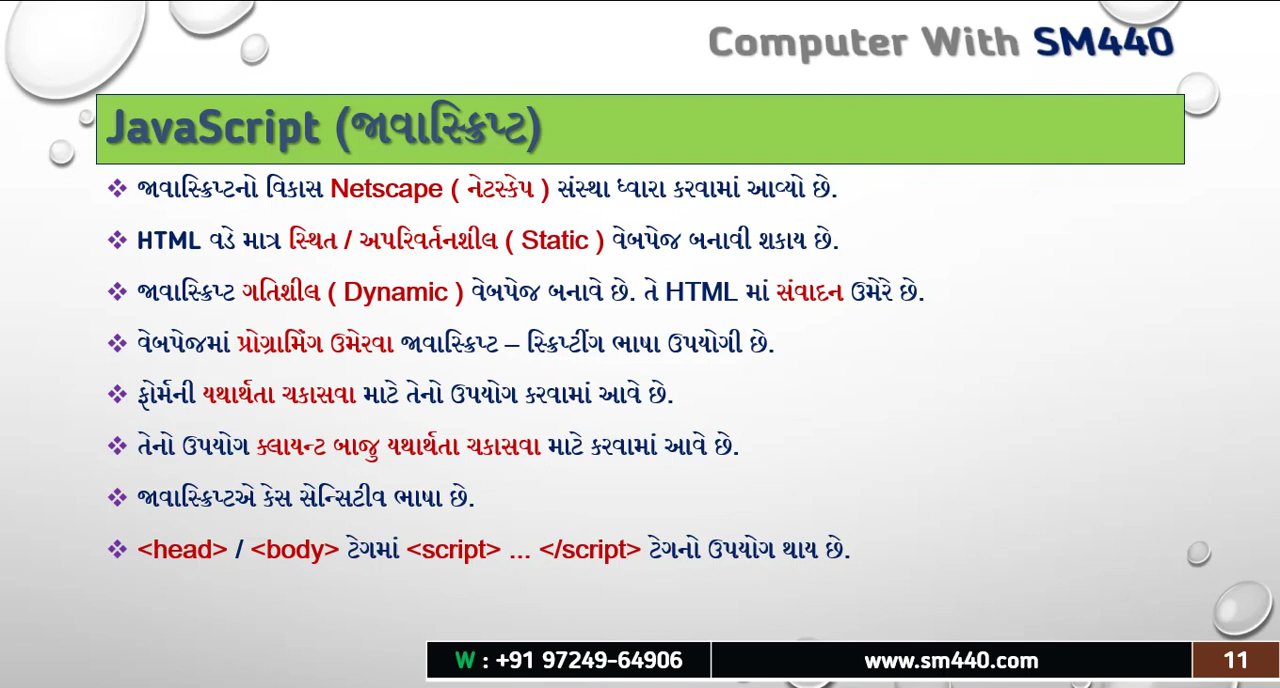 Computer With SM440
JavaScript (જાવાસ્ક્રિપ્ટ)
❖ જાવાસ્ક્રિપ્ટનો વિકાસ Netscape ( નેટસ્કેપ ) સંસ્થા ધ્વારા કરવામાં આવ્યો છે.
❖ HTML વડે માત્ર સ્થિત / અપરિવર્તનશીલ ( Static ) વેબપેજ બનાવી શકાય છે.
❖ જાવાસ્ક્રિપ્ટ ગતિશીલ ( Dynamic ) વેબપેજ બનાવે છે. તે HTML માં સંવાદન ઉમેરે છે.
❖ વેબપેજમાં પ્રોગ્રામિંગ ઉમેરવા જાવાસ્ક્રિપ્ટ – સ્ક્રિપ્ટીંગ ભાષા ઉપયોગી છે.
❖ ફોર્મની યથાર્થતા ચકાસવા માટે તેનો ઉપયોગ કરવામાં આવે છે.
❖ તેનો ઉપયોગ ક્લાયન્ટ બાજુ યથાર્થતા ચકાસવા માટે કરવામાં આવે છે.
❖ જાવાસ્ક્રિપ્ટએ કેસ સેન્સિટીવ ભાષા છે.
❖ <head> / <body> ટેગમાં <script> ... </script> ટેગનો ઉપયોગ થાય છે.
W : +91 97249-64906 www.sm440.com 11